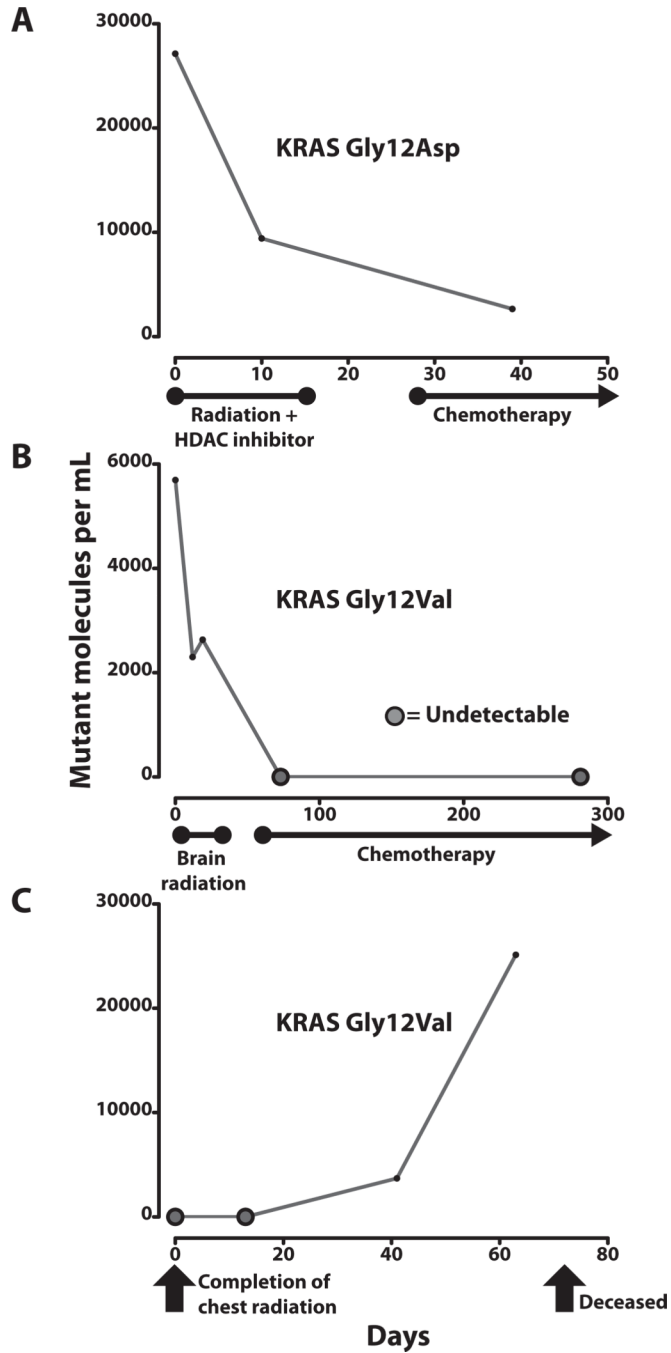 A
30000
20000
10000
0
KRAS Gly12Asp
0 10 20 30 40 50
Radiation +
HDAC inhibitor
Chemotherapy
B
Mutant molecules per mL
6000
4000
2000
0
KRAS Gly12Val
= Undetectable
0 100 200 300
Brain
radiation
Chemotherapy
C
30000
20000
10000
0
KRAS Gly12Val
0 20 40 60 80
Completion of
chest radiation
Deceased
Days